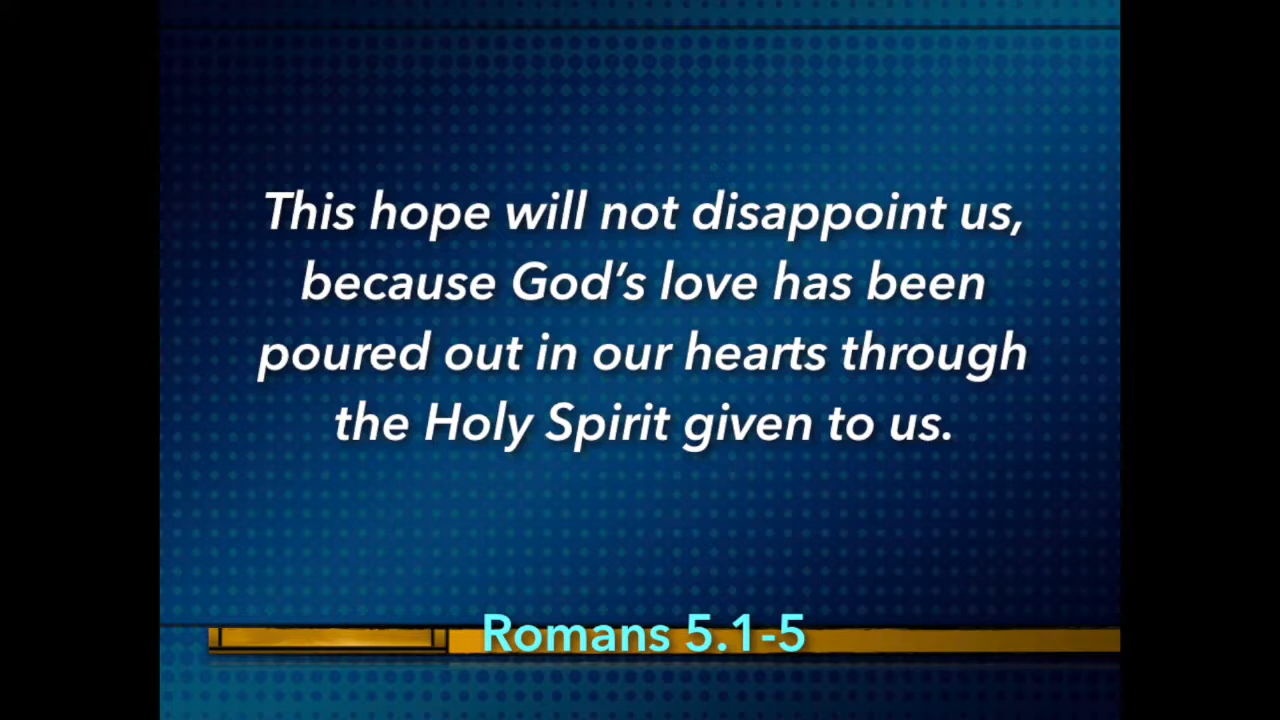 This hope will not disappoint us,
because God’s love has been
poured out in our hearts through
the Holy Spirit given to us.
Romans 5.1-5